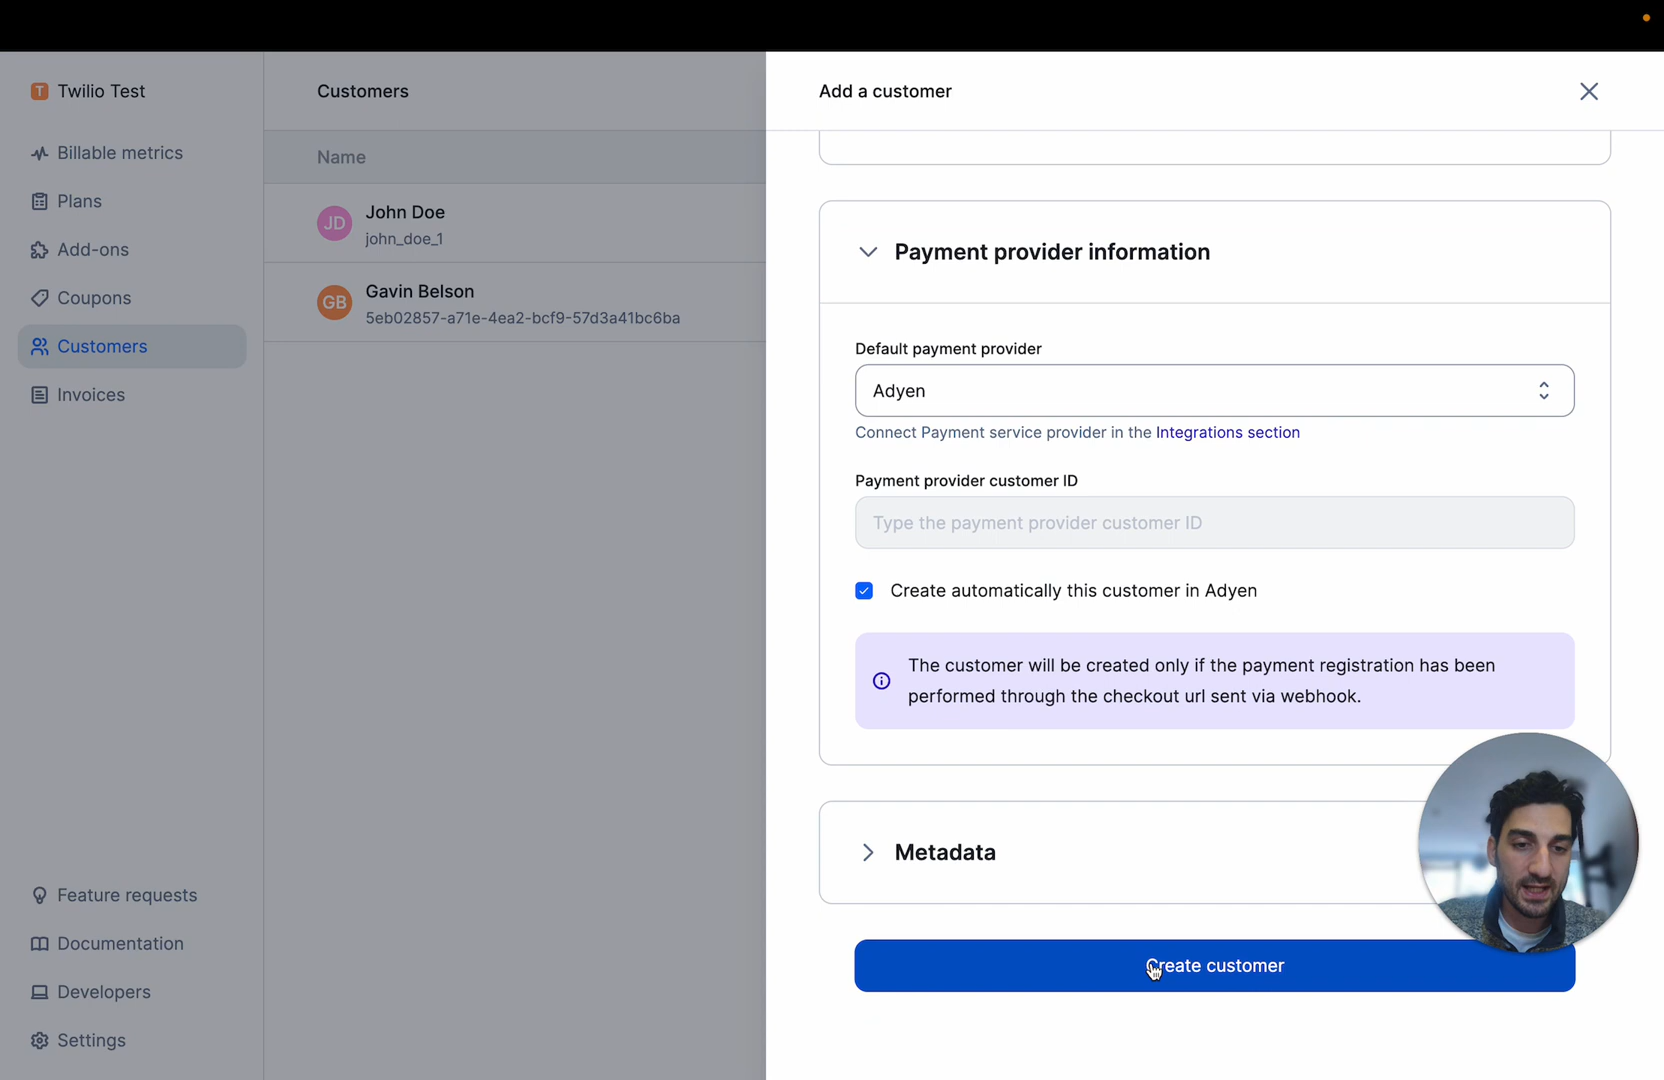 T Twilio Test
Billable metrics
Plans
Add-ons
Coupons
Customers
Invoices
Feature requests
Documentation
Developers
Settings
Customers
Name
JD
John Doe
john_doe_1
GB
Gavin Belson
5eb02857-a71e-4ea2-bcf9-57d3a41bc6ba
Add a customer
Payment provider information
Default payment provider
Adyen
Connect Payment service provider in the Integrations section
Payment provider customer ID
Type the payment provider customer ID
Create automatically this customer in Adyen
The customer will be created only if the payment registration has been
performed through the checkout url sent via webhook.
Metadata
Create customer